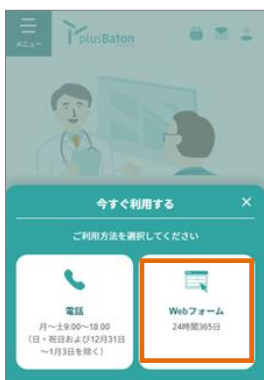 メニュー
plusBaton
今すぐ利用する
ご利用方法を選択してください
電話
月〜土9:00〜18:00
(日・祝日および12月31日
〜1月3日を除く)
Webフォーム
24時間365日